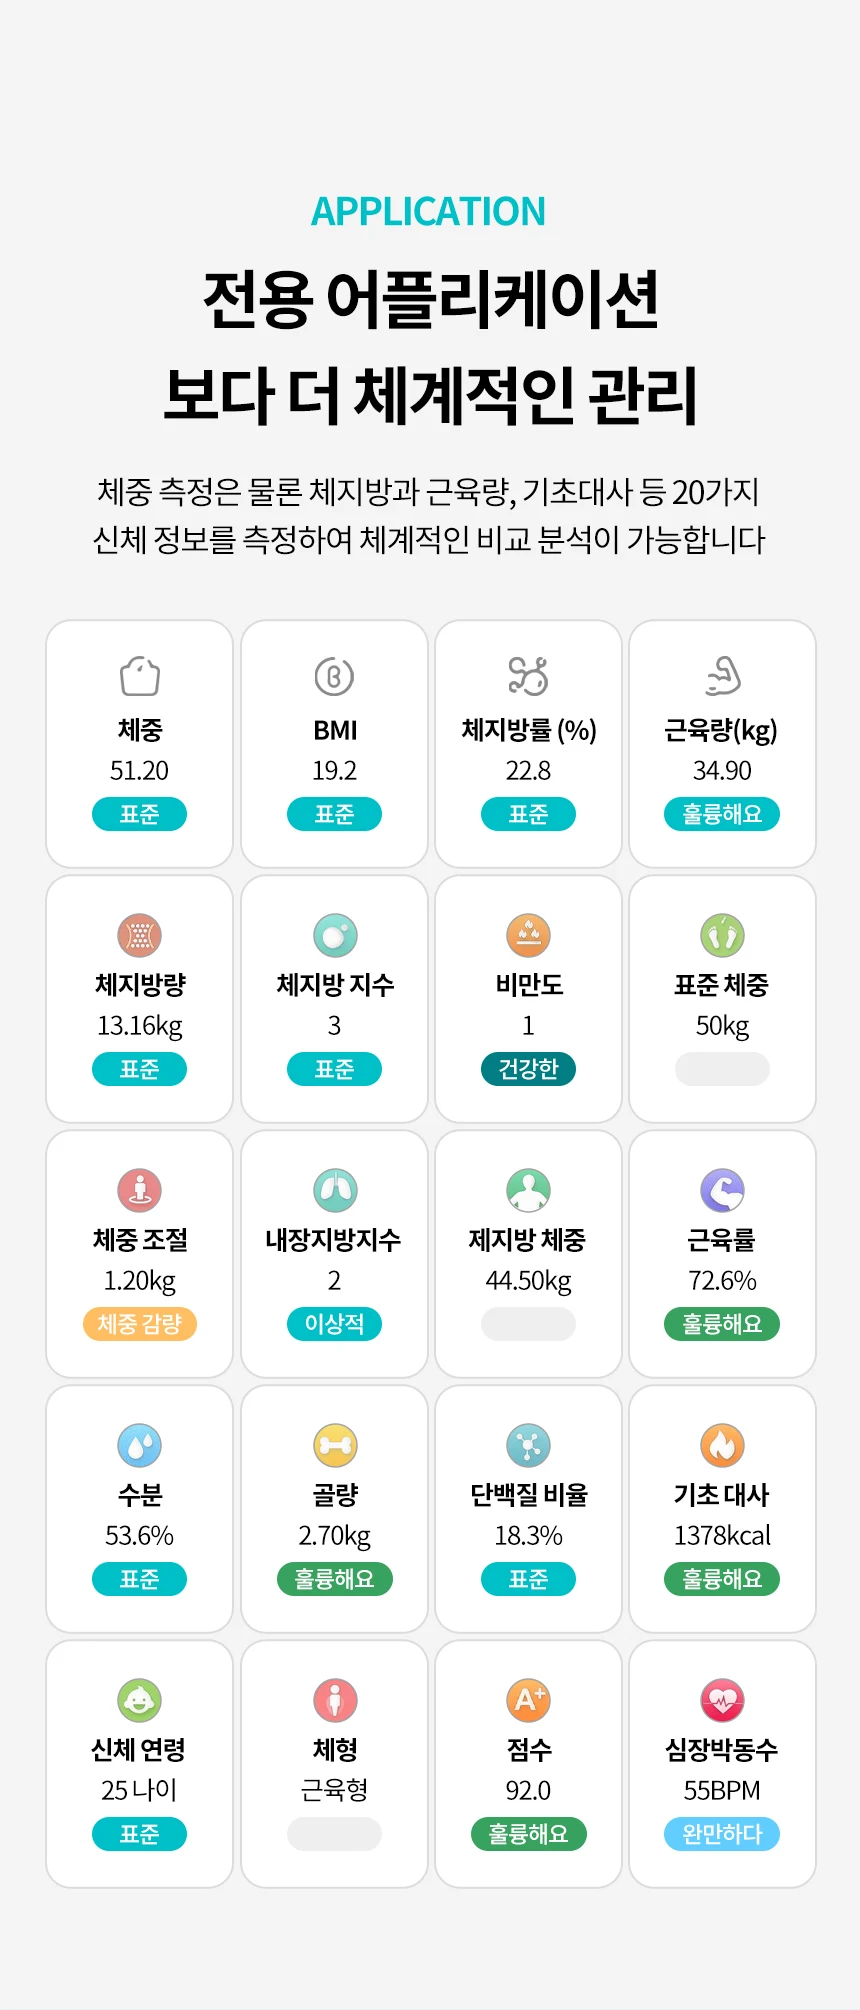 APPLICATION
전용 어플리케이션
보다 더 체계적인 관리
체중 측정은 물론 체지방과 근육량, 기초대사 등 20가지
신체 정보를 측정하여 체계적인 비교 분석이 가능합니다
체중
51.20
표준
BMI
19.2
표준
체지방률 (%)
22.8
표준
근육량(kg)
34.90
훌륭해요
체지방량
13.16kg
표준
체지방 지수
3
표준
비만도
1
건강한
표준 체중
50kg
체중 조절
1.20kg
체중 감량
내장지방지수
2
이상적
제지방 체중
44.50kg
근육률
72.6%
훌륭해요
수분
53.6%
표준
골량
2.70kg
훌륭해요
단백질 비율
18.3%
표준
기초 대사
1378kcal
훌륭해요
신체 연령
25 나이
표준
체형
근육형
A+
점수
92.0
훌륭해요
심장박동수
55BPM
완만하다